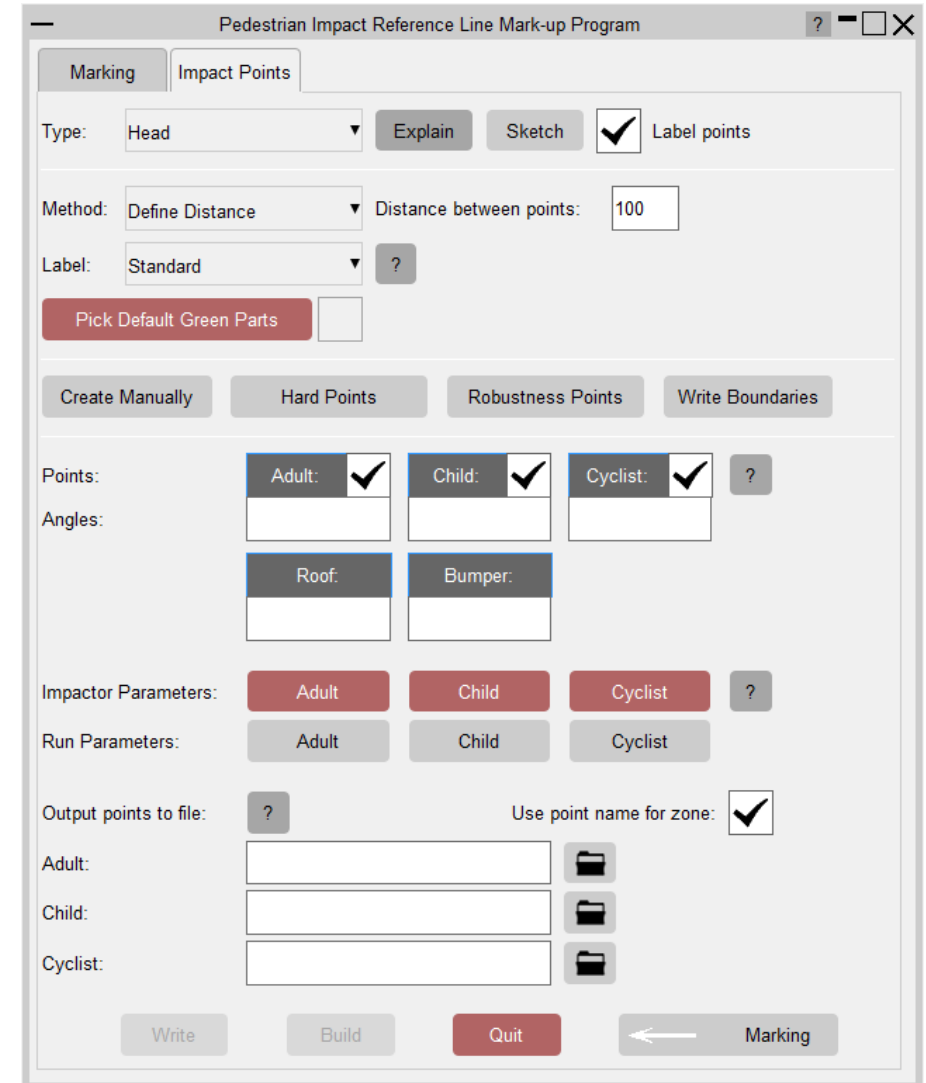 Pedestrian Impact Reference Line Mark-up Program ?
Marking Impact Points
Type: Head Explain Sketch Label points
Method: Define Distance Distance between points: 100
Label: Standard ?
Pick Default Green Parts
Create Manually Hard Points Robustness Points Write Boundaries
Points: Adult: Child: Cyclist: ?
Angles:
Roof: Bumper:
Impactor Parameters: Adult Child Cyclist ?
Run Parameters: Adult Child Cyclist
Output points to file: ? Use point name for zone:
Adult:
Child:
Cyclist:
Write Build Quit Marking